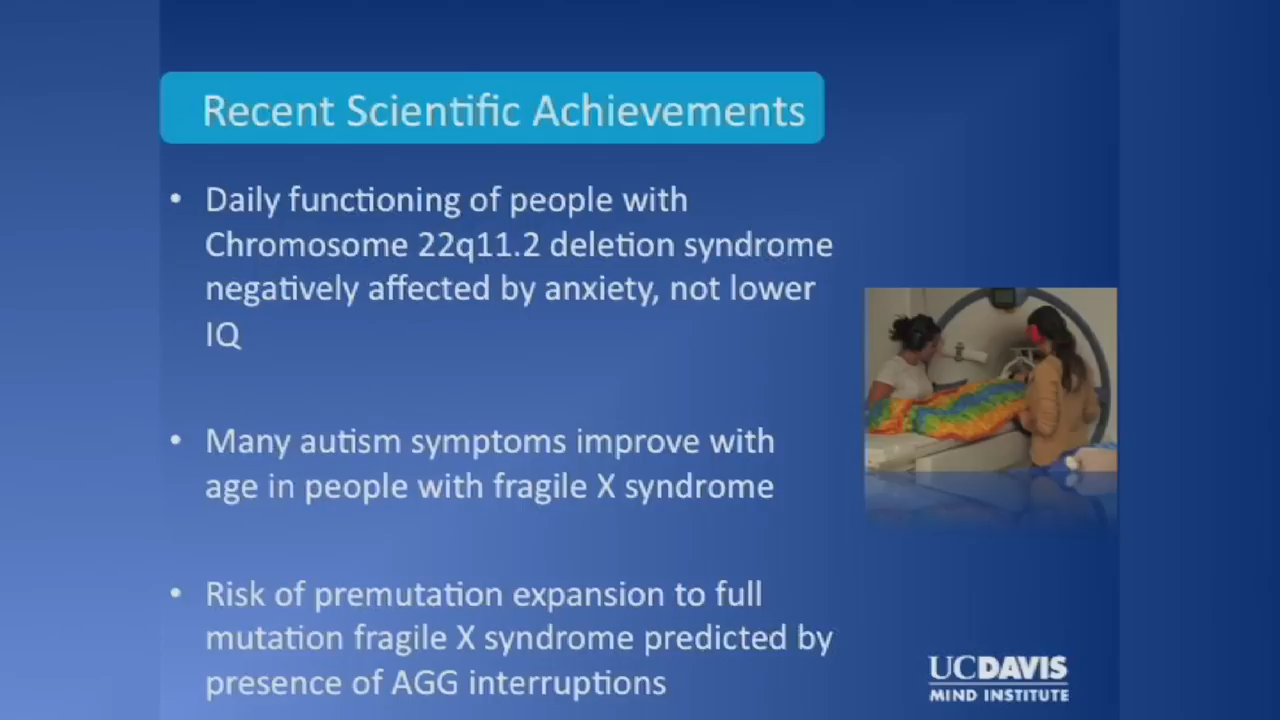 Recent Scientific Achievements
• Daily functioning of people with
Chromosome 22q11.2 deletion syndrome
negatively affected by anxiety, not lower
IQ
• Many autism symptoms improve with
age in people with fragile X syndrome
• Risk of premutation expansion to full
mutation fragile X syndrome predicted by
presence of AGG interruptions
UCDAVIS
MIND INSTITUTE